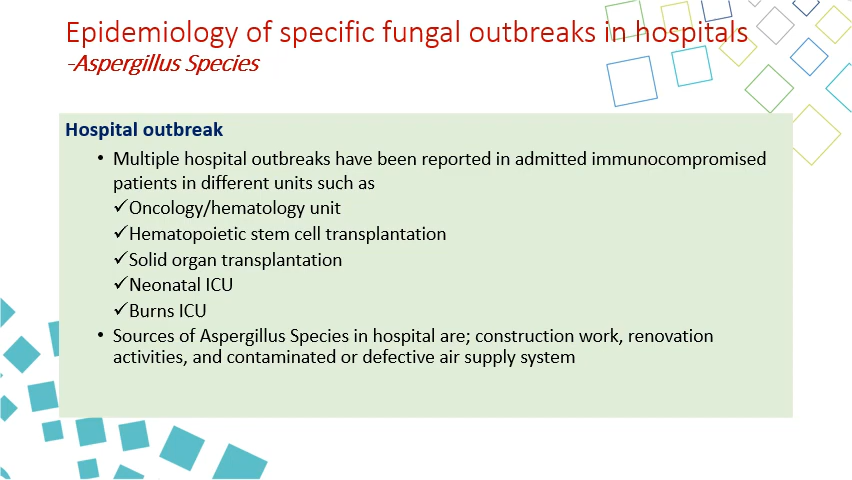 Epidemiology of specific fungal outbreaks in hospitals
-Aspergillus Species
Hospital outbreak
• Multiple hospital outbreaks have been reported in admitted immunocompromised
patients in different units such as
✓Oncology/hematology unit
✓Hematopoietic stem cell transplantation
✓Solid organ transplantation
✓Neonatal ICU
✓Burns ICU
• Sources of Aspergillus Species in hospital are; construction work, renovation
activities, and contaminated or defective air supply system